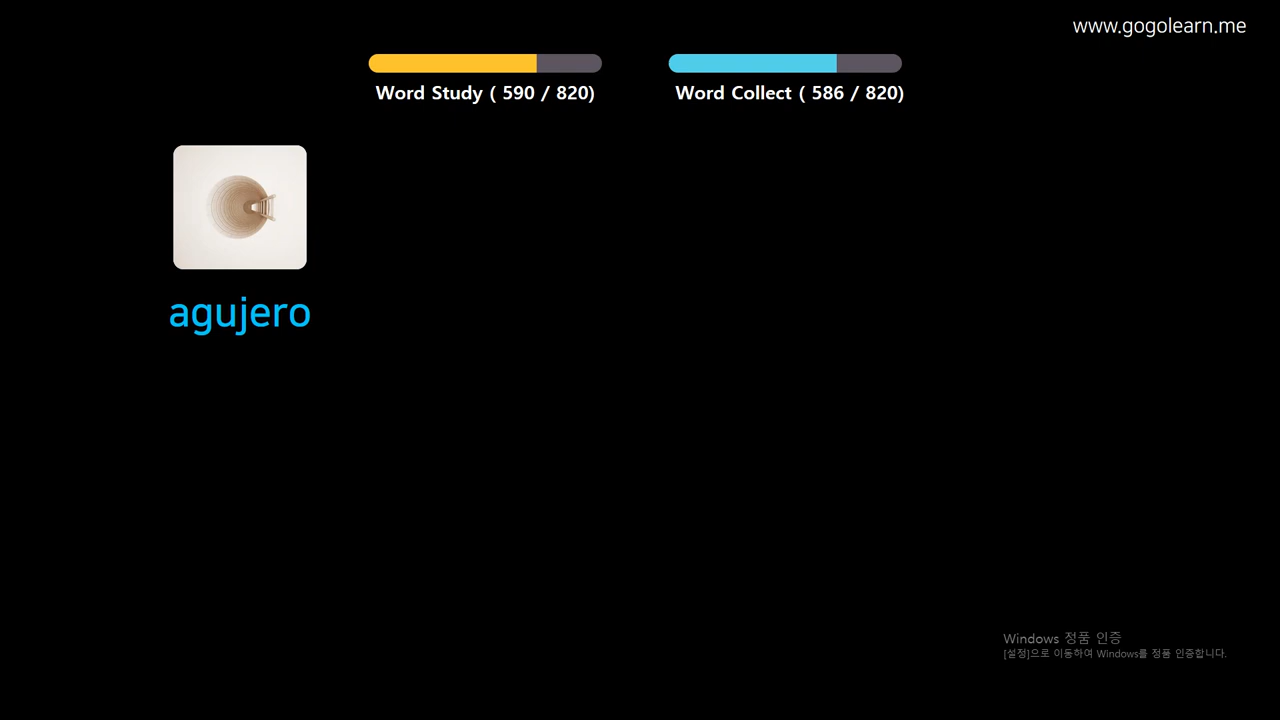 www.gogolearn.me
Word Study ( 590 / 820)
Word Collect ( 586 / 820)
agujero
Windows 정품 인증
[설정]으로 이동하여 Windows를 정품 인증합니다.